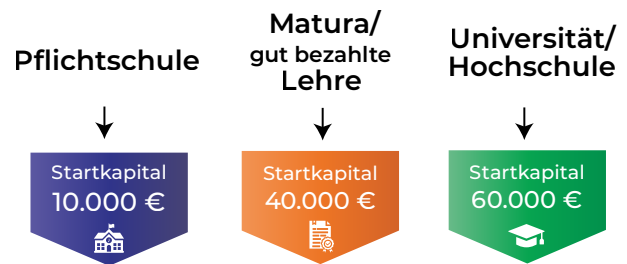 Pflichtschule
Matura/
gut bezahlte
Lehre
Universität/
Hochschule
Startkapital
10.000 €
Startkapital
40.000 €
Startkapital
60.000 €